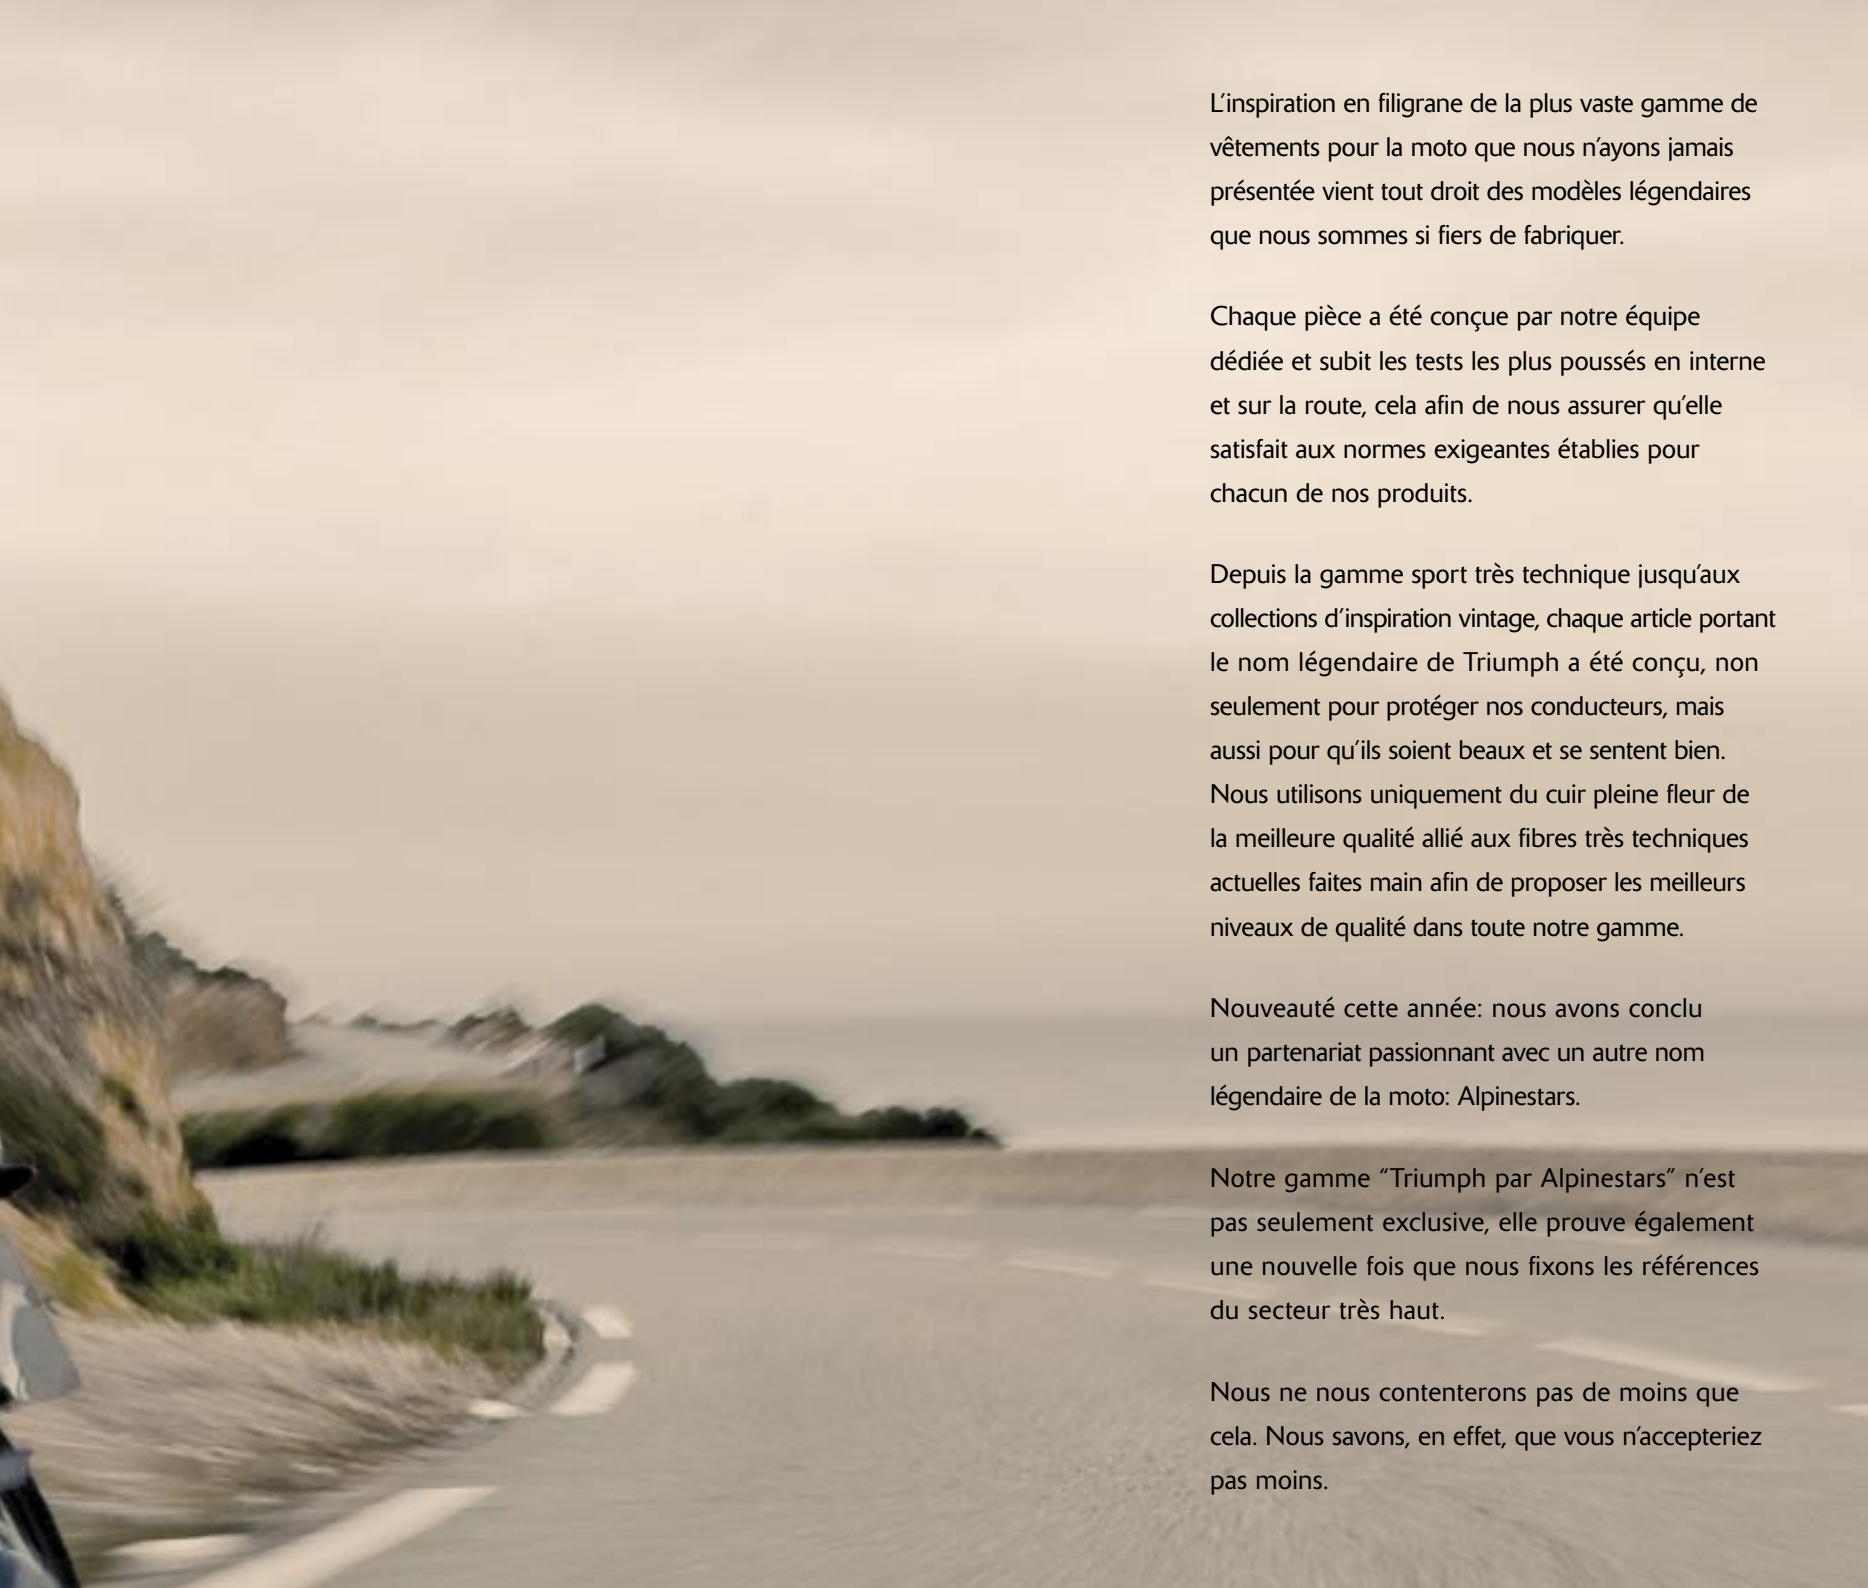 L’inspiration en filigrane de la plus vaste gamme de
vêtements pour la moto que nous n’ayons jamais
présentée vient tout droit des modèles légendaires
que nous sommes si fiers de fabriquer.
Chaque pièce a été conçue par notre équipe
dédiée et subit les tests les plus poussés en interne
et sur la route, cela afin de nous assurer qu’elle
satisfait aux normes exigeantes établies pour
chacun de nos produits.
Depuis la gamme sport très technique jusqu’aux
collections d’inspiration vintage, chaque article portant
le nom légendaire de Triumph a été conçu, non
seulement pour protéger nos conducteurs, mais
aussi pour qu’ils soient beaux et se sentent bien.
Nous utilisons uniquement du cuir pleine fleur de
la meilleure qualité allié aux fibres très techniques
actuelles faites main afin de proposer les meilleurs
niveaux de qualité dans toute notre gamme.
Nouveauté cette année: nous avons conclu
un partenariat passionnant avec un autre nom
légendaire de la moto: Alpinestars.
Notre gamme “Triumph par Alpinestars” n’est
pas seulement exclusive, elle prouve également
une nouvelle fois que nous fixons les références
du secteur très haut.
Nous ne nous contenterons pas de moins que
cela. Nous savons, en effet, que vous n’accepteriez
pas moins.